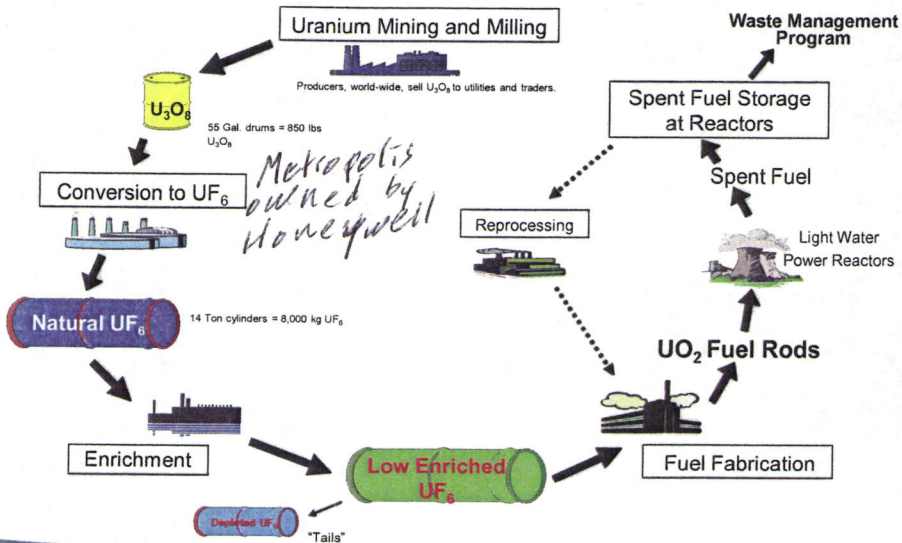 Uranium Mining and Milling
Producers, world-wide, sell U₃O₈ to utilities and traders.
U₃O₈
55 Gal. drums = 850 lbs
U₃O₈
Conversion to UF₆
Metropolis
owned by
Honeywell
Natural UF₆
14 Ton cylinders = 8,000 kg UF₆
Enrichment
Low Enriched
UF₆
Depleted UF₆
"Tails"
Fuel Fabrication
UO₂ Fuel Rods
Light Water
Power Reactors
Spent Fuel
Spent Fuel Storage
at Reactors
Reprocessing
Waste Management
Program